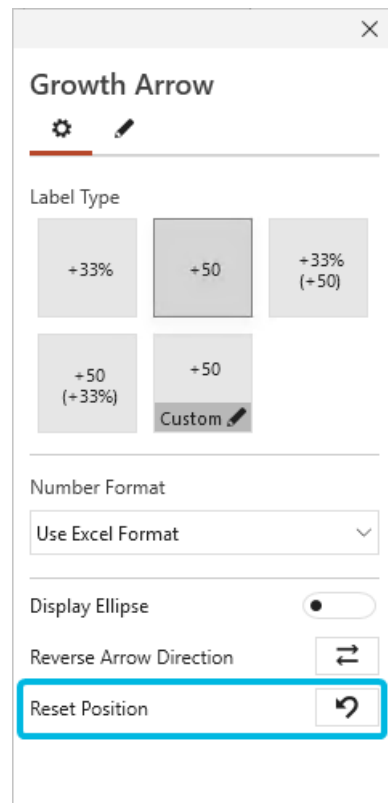 Growth Arrow
Label Type
+33%
+50
+33%
(+50)
+50
(+33%)
+50
Custom
Number Format
Use Excel Format
Display Ellipse
Reverse Arrow Direction
Reset Position